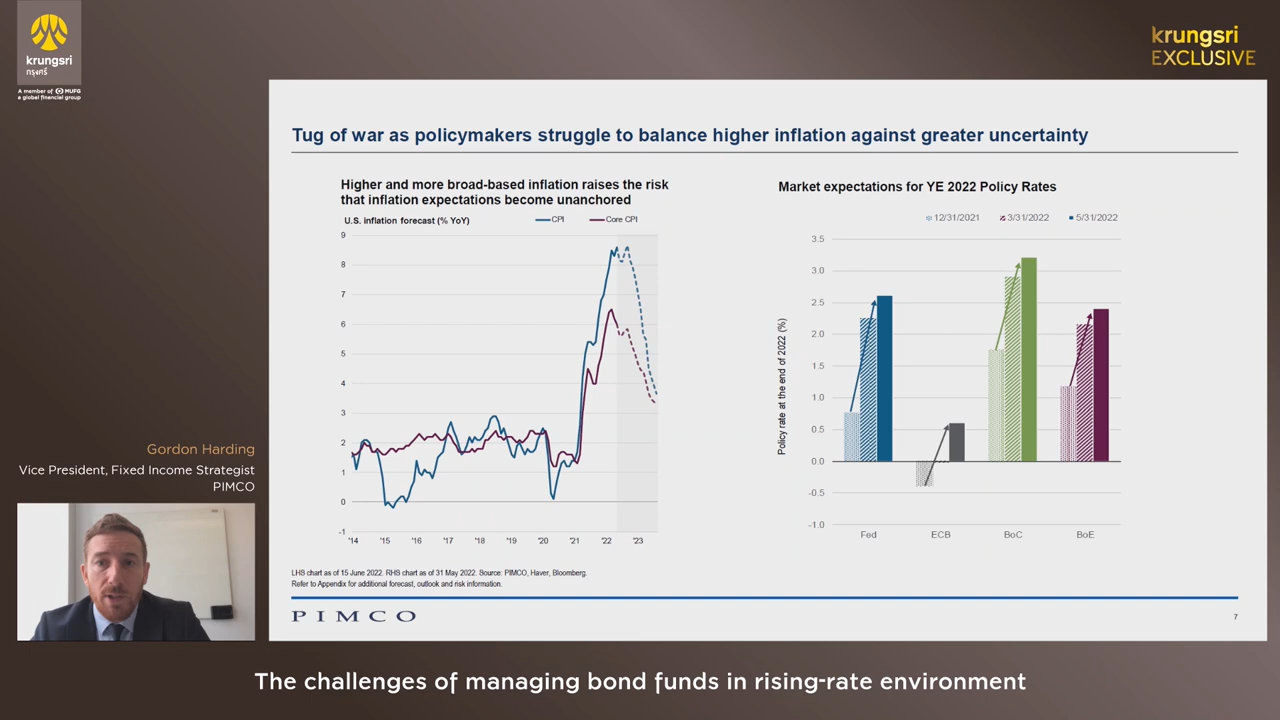 krungsri
กรุงศรี
A member of MUFG
a global financial group
krungsri
EXCLUSIVE
Tug of war as policymakers struggle to balance higher inflation against greater uncertainty
Higher and more broad-based inflation raises the risk
that inflation expectations become unanchored
U.S. inflation forecast (% YoY)
CPI
Core CPI
9
8
7
6
5
4
3
2
1
0
-1
'14 '15 '16 '17 '18 '19 '20 '21 '22 '23
Market expectations for YE 2022 Policy Rates
12/31/2021
3/31/2022
5/31/2022
Policy rate at the end of 2022 (%)
3.5
3.0
2.5
2.0
1.5
1.0
0.5
0.0
-0.5
-1.0
Fed ECB BoC BoE
LHS chart as of 15 June 2022. RHS chart as of 31 May 2022. Source: PIMCO, Haver, Bloomberg.
Refer to Appendix for additional forecast, outlook and risk information.
PIMCO
7
Gordon Harding
Vice President, Fixed Income Strategist
PIMCO
The challenges of managing bond funds in rising-rate environment